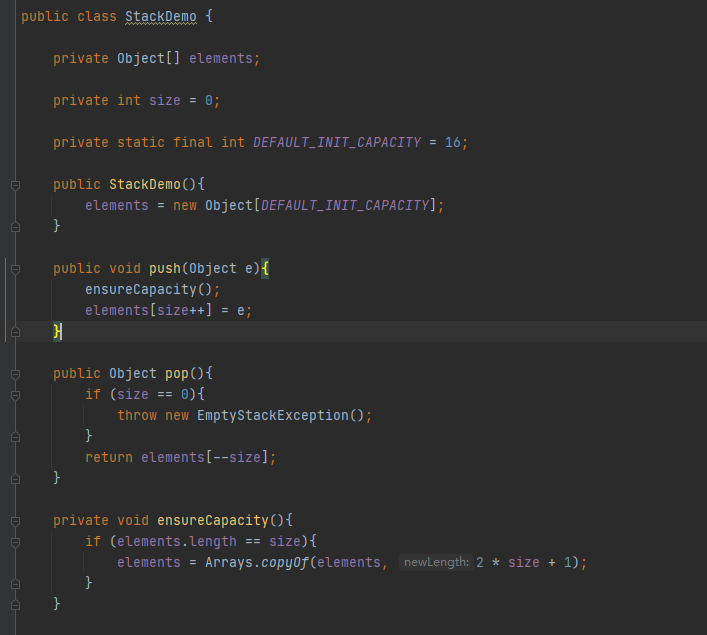 public class StackDemo {
private Object[] elements;
private int size = 0;
private static final int DEFAULT_INIT_CAPACITY = 16;
public StackDemo(){
elements = new Object[DEFAULT_INIT_CAPACITY];
}
public void push(Object e){
ensureCapacity();
elements[size++] = e;
}
public Object pop(){
if (size == 0){
throw new EmptyStackException();
}
return elements[--size];
}
private void ensureCapacity(){
if (elements.length == size){
elements = Arrays.copyOf(elements, newLength: 2 * size + 1);
}
}